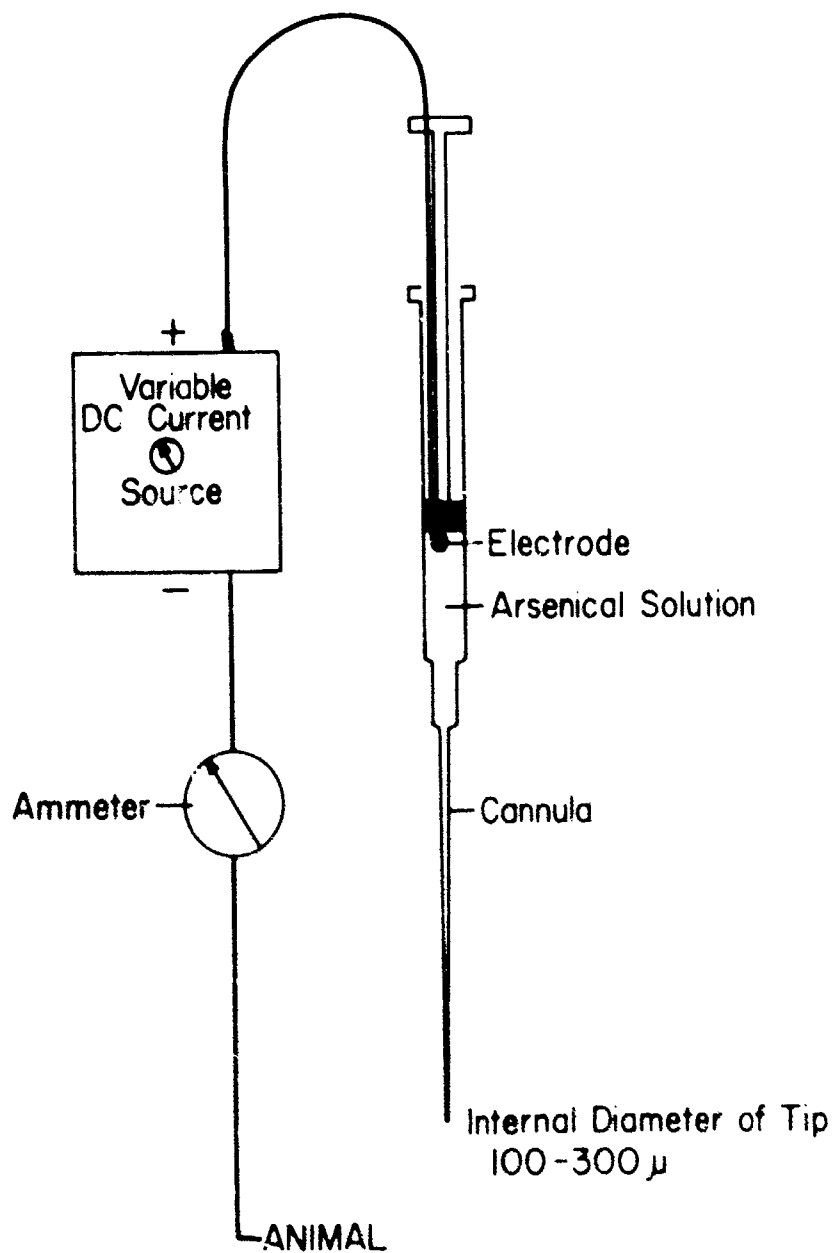 +
Variable
DC Current
Source
−
Electrode
Arsenical Solution
Ammeter
Cannula
Internal Diameter of Tip
100-300 μ
ANIMAL